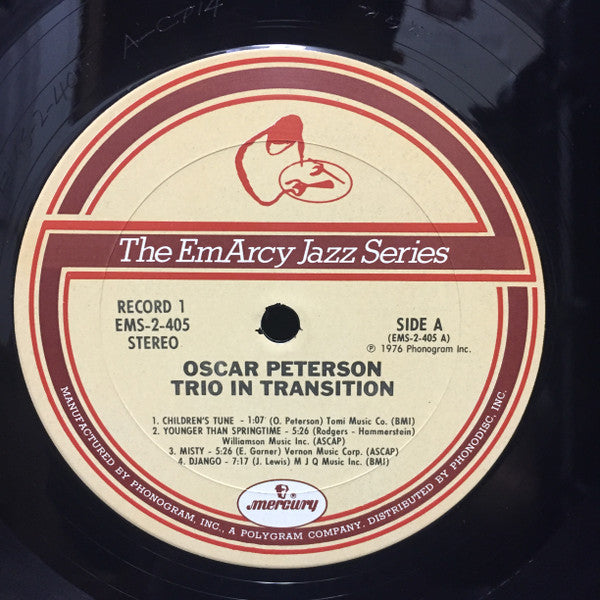 A-C-714
The EmArcy Jazz Series
RECORD 1
EMS-2-405
STEREO
SIDE A
(EMS-2-405 A)
℗ 1976 Phonogram Inc.
OSCAR PETERSON
TRIO IN TRANSITION
1. CHILDREN'S TUNE - 1:07 (O. Peterson) Tomi Music Co. (BMI)
2. YOUNGER THAN SPRINGTIME - 5:26 (Rodgers - Hammerstein)
Williamson Music Inc. (ASCAP)
3. MISTY - 5:26 (E. Garner) Vernon Music Corp. (ASCAP)
4. DJANGO - 7:17 (J. Lewis) M J Q Music Inc. (BMI)
mercury ®
MANUFACTURED BY PHONOGRAM, INC., A POLYGRAM COMPANY. DISTRIBUTED BY PHONODISC, INC.